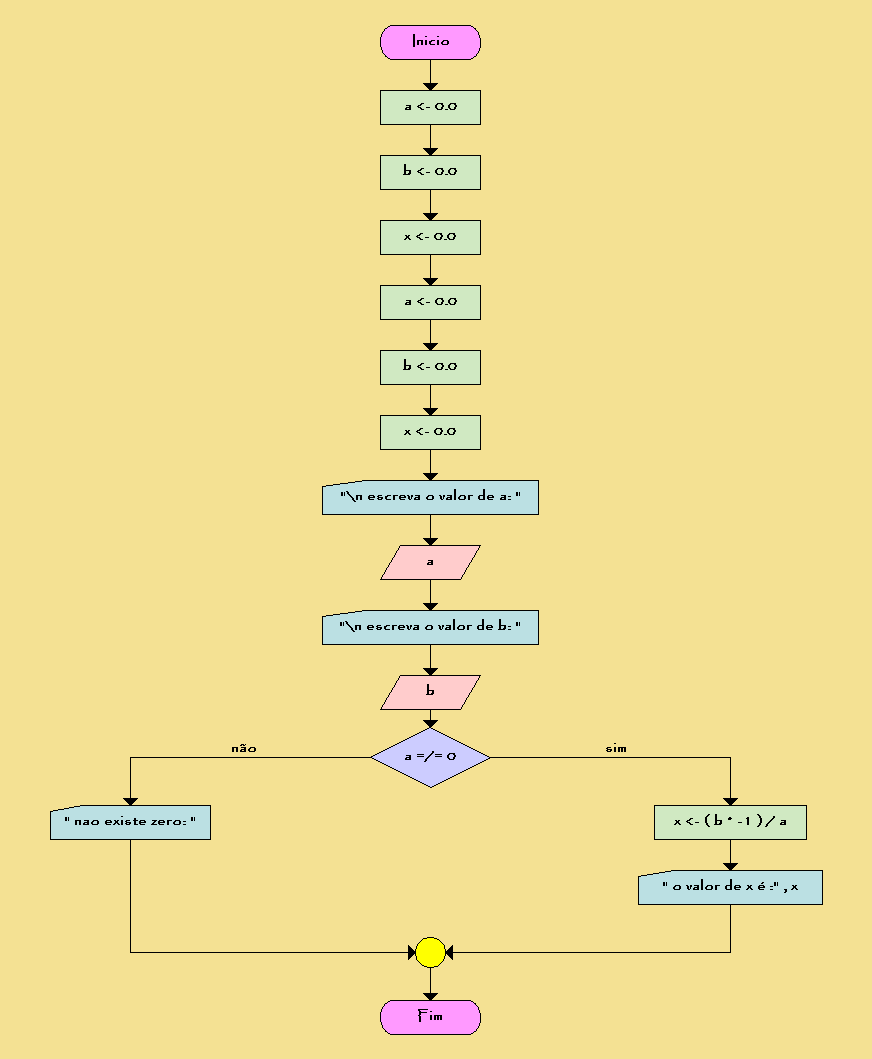 Inicio
a <- 0.0
b <- 0.0
x <- 0.0
a <- 0.0
b <- 0.0
x <- 0.0
"\n escreva o valor de a: "
a
"\n escreva o valor de b: "
b
não
a =/= 0
sim
" nao existe zero: "
x <- ( b * -1 ) / a
" o valor de x é :" , x
Fim